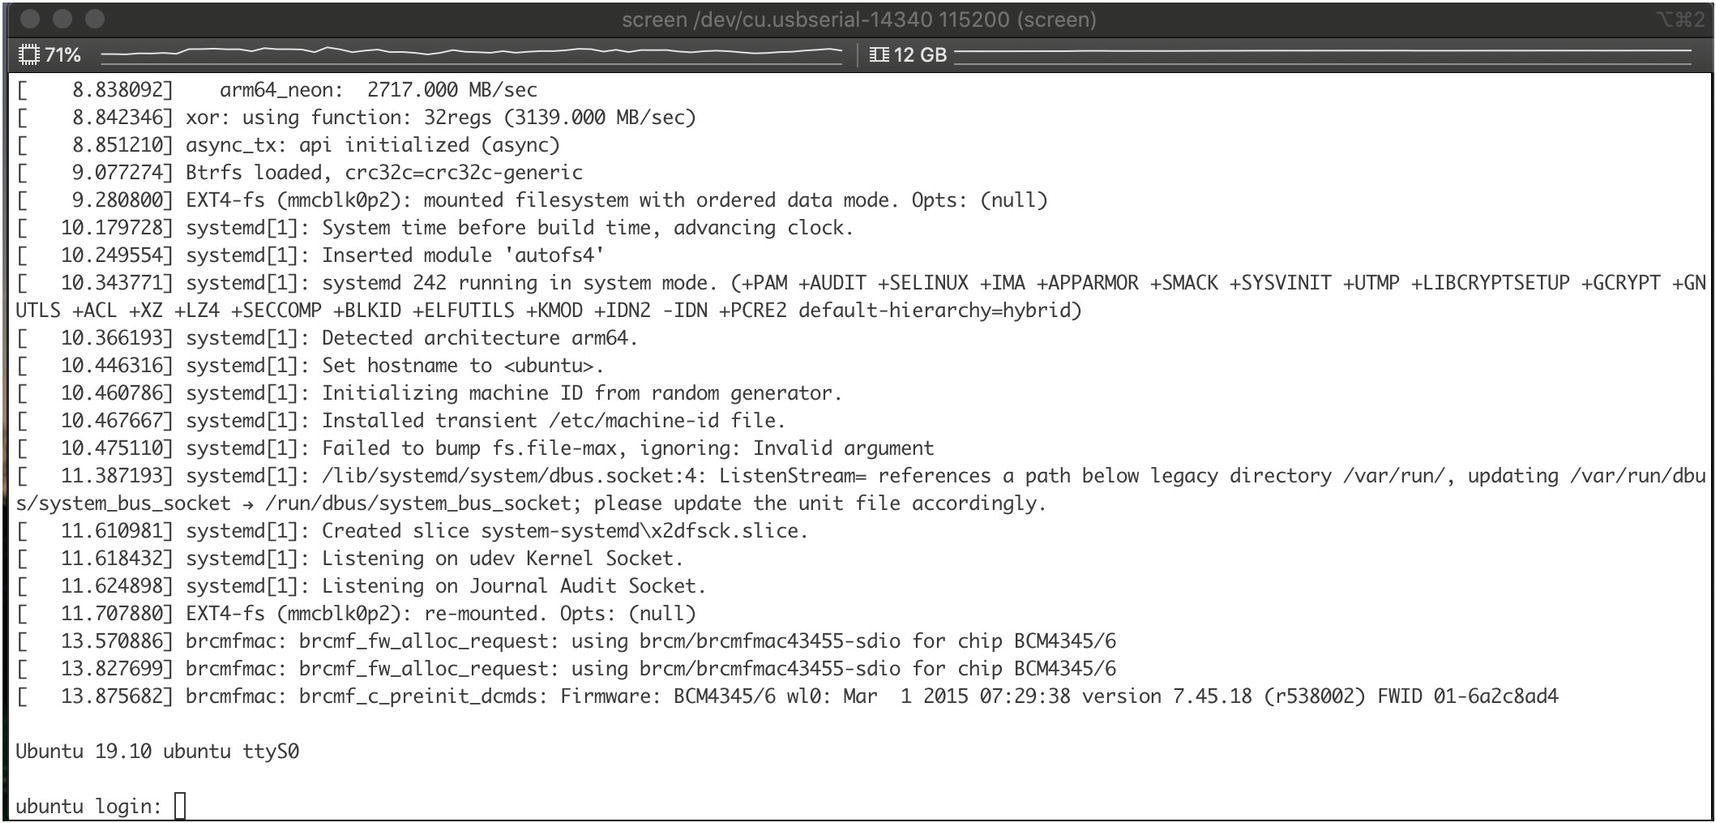 screen /dev/cu.usbserial-14340 115200 (screen)
⌥⌘2
71%
12 GB
[    8.838092]    arm64_neon:  2717.000 MB/sec
[    8.842346] xor: using function: 32regs (3139.000 MB/sec)
[    8.851210] async_tx: api initialized (async)
[    9.077274] Btrfs loaded, crc32c=crc32c-generic
[    9.280800] EXT4-fs (mmcblk0p2): mounted filesystem with ordered data mode. Opts: (null)
[   10.179728] systemd[1]: System time before build time, advancing clock.
[   10.249554] systemd[1]: Inserted module 'autofs4'
[   10.343771] systemd[1]: systemd 242 running in system mode. (+PAM +AUDIT +SELINUX +IMA +APPARMOR +SMACK +SYSVINIT +UTMP +LIBCRYPTSETUP +GCRYPT +GN
UTLS +ACL +XZ +LZ4 +SECCOMP +BLKID +ELFUTILS +KMOD +IDN2 -IDN +PCRE2 default-hierarchy=hybrid)
[   10.366193] systemd[1]: Detected architecture arm64.
[   10.446316] systemd[1]: Set hostname to <ubuntu>.
[   10.460786] systemd[1]: Initializing machine ID from random generator.
[   10.467667] systemd[1]: Installed transient /etc/machine-id file.
[   10.475110] systemd[1]: Failed to bump fs.file-max, ignoring: Invalid argument
[   11.387193] systemd[1]: /lib/systemd/system/dbus.socket:4: ListenStream= references a path below legacy directory /var/run/, updating /var/run/dbu
s/system_bus_socket → /run/dbus/system_bus_socket; please update the unit file accordingly.
[   11.610981] systemd[1]: Created slice system-systemd\x2dfsck.slice.
[   11.618432] systemd[1]: Listening on udev Kernel Socket.
[   11.624898] systemd[1]: Listening on Journal Audit Socket.
[   11.707880] EXT4-fs (mmcblk0p2): re-mounted. Opts: (null)
[   13.570886] brcmfmac: brcmf_fw_alloc_request: using brcm/brcmfmac43455-sdio for chip BCM4345/6
[   13.827699] brcmfmac: brcmf_fw_alloc_request: using brcm/brcmfmac43455-sdio for chip BCM4345/6
[   13.875682] brcmfmac: brcmf_c_preinit_dcmds: Firmware: BCM4345/6 wl0: Mar  1 2015 07:29:38 version 7.45.18 (r538002) FWID 01-6a2c8ad4
Ubuntu 19.10 ubuntu ttyS0
ubuntu login: